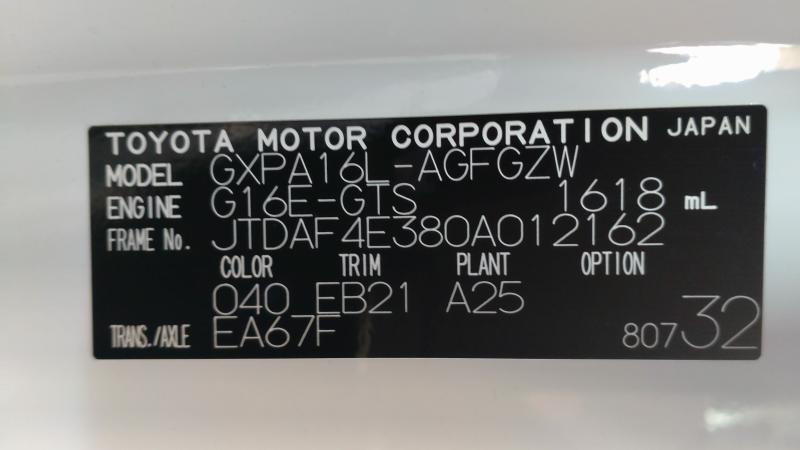 TOYOTA MOTOR CORPORATION JAPAN
MODEL GXPA16L-AGFGZW
ENGINE G16E-GTS 1618 mL
FRAME No. JTDAF4E380A012162
COLOR TRIM PLANT OPTION
040 EB21 A25
TRANS./AXLE EA67F 80732